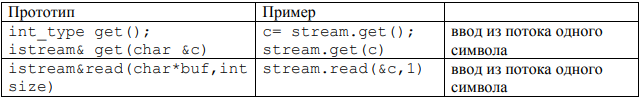 Прототип Пример
int_type get(); c= stream.get(); ввод из потока одного
istream& get(char &c) stream.get(c) символа
istream&read(char*buf,int stream.read(&c,1) ввод из потока одного
size) символа